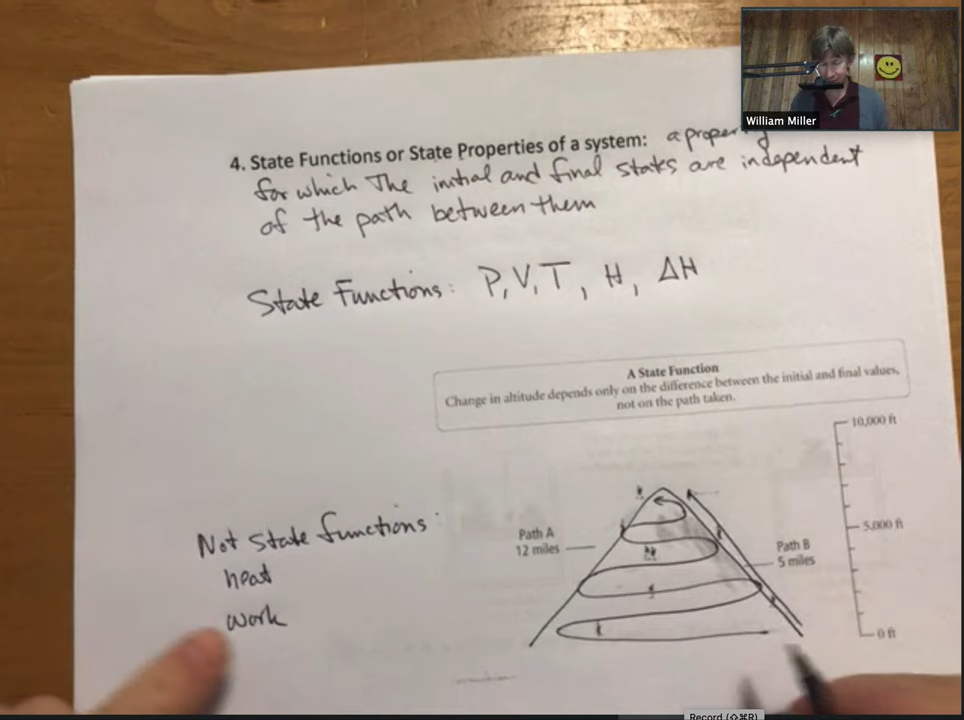 William Miller
4. State Functions or State Properties of a system: a
for which The initial and final states are independent
of the path between them
State Functions: P, V, T, H, ΔH
A State Function
Change in altitude depends only on the difference between the initial and final values,
not on the path taken.
10,000 ft
Not state functions:
heat
work
Path A
12 miles
5,000 ft
Path B
5 miles
0 ft
Record (⇧⌘R)